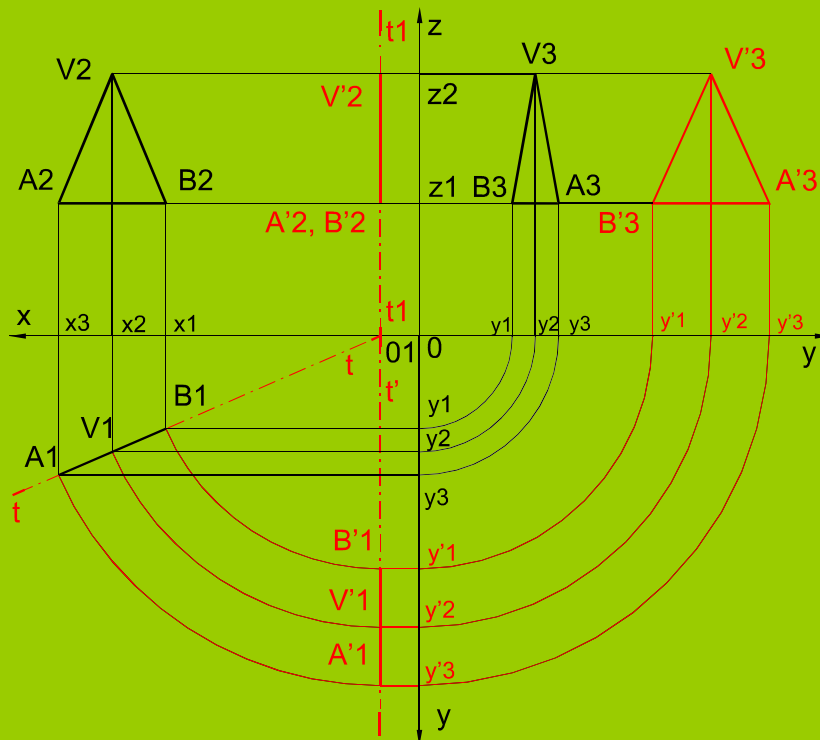 t1 z
V2 V3 V'3
V'2 z2
A2 B2 z1 B3 A3 A'3
A'2, B'2 B'3
x x3 x2 x1 t1 y1 y2 y3 y'1 y'2 y'3
t 01 0 y
t'
B1 y1
V1 y2
A1 y3
t
B'1 y'1
V'1 y'2
A'1 y'3
y